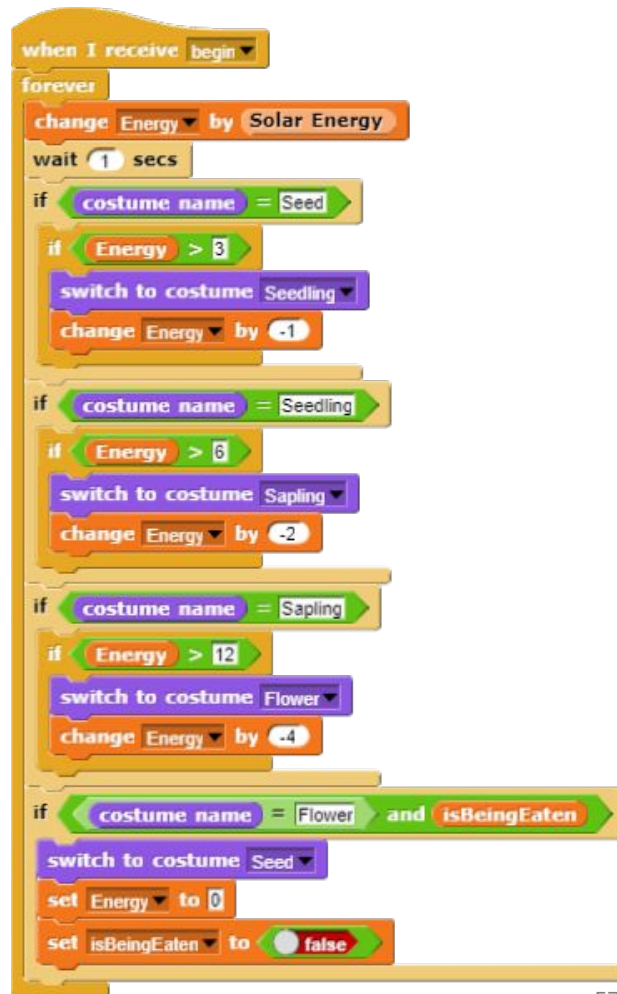 when I receive begin
forever
change Energy by Solar Energy
wait 1 secs
if costume name = Seed
if Energy > 3
switch to costume Seedling
change Energy by -1
if costume name = Seedling
if Energy > 6
switch to costume Sapling
change Energy by -2
if costume name = Sapling
if Energy > 12
switch to costume Flower
change Energy by -4
if costume name = Flower and isBeingEaten
switch to costume Seed
set Energy to 0
set isBeingEaten to false